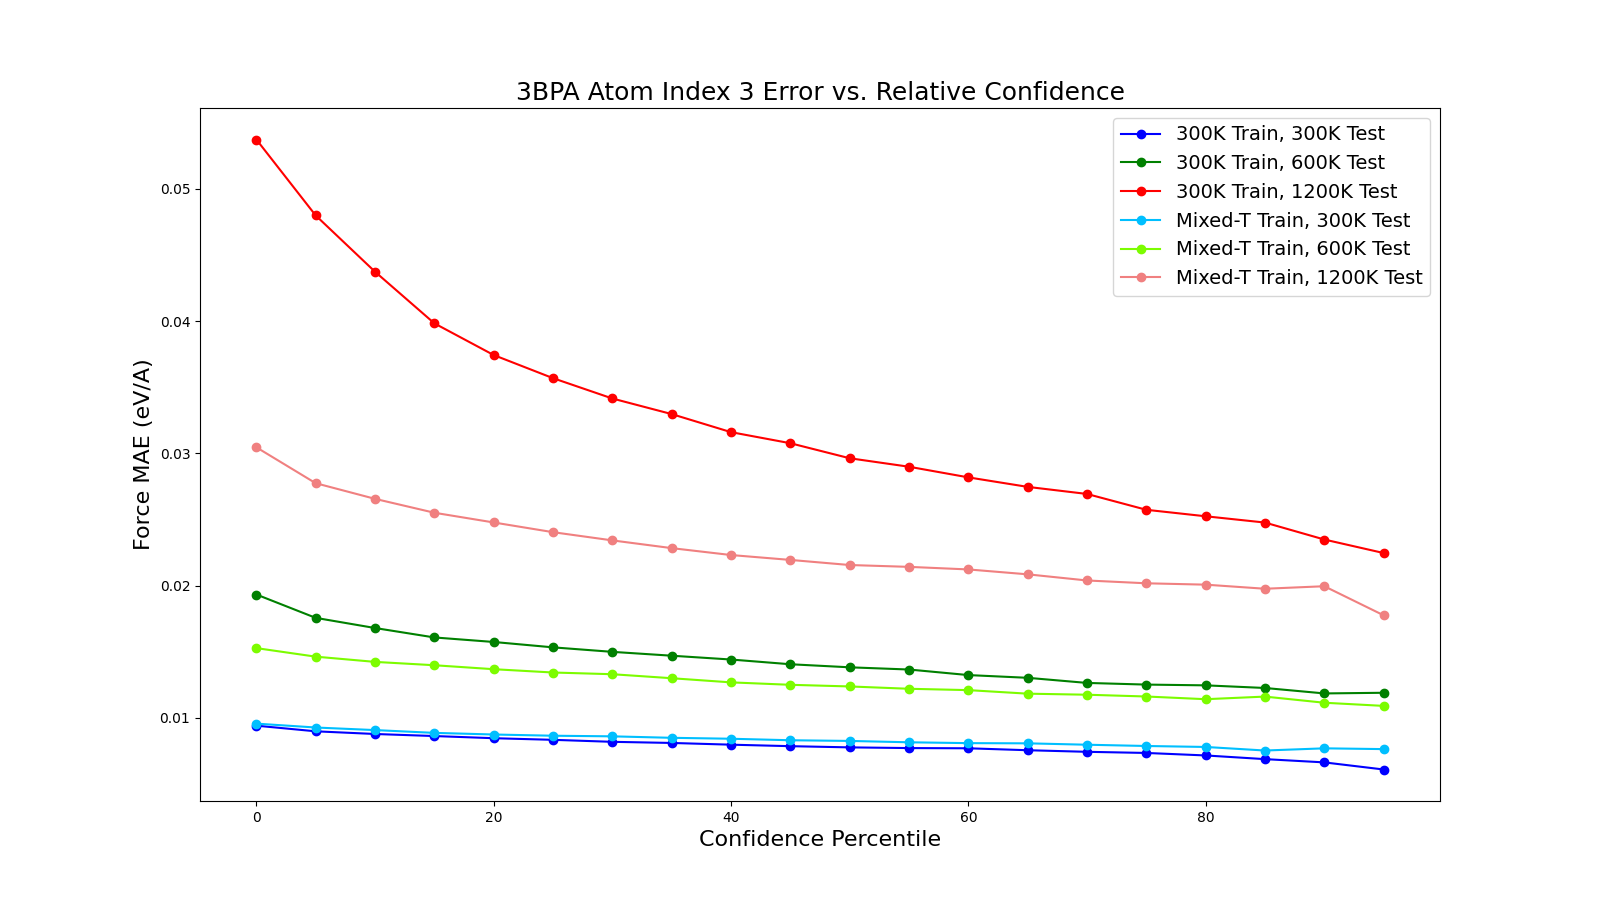 3BPA Atom Index 3 Error vs. Relative Confidence
300K Train, 300K Test
300K Train, 600K Test
300K Train, 1200K Test
Mixed-T Train, 300K Test
Mixed-T Train, 600K Test
Mixed-T Train, 1200K Test
Force MAE (eV/A)
0.05
0.04
0.03
0.02
0.01
0 20 40 60 80
Confidence Percentile